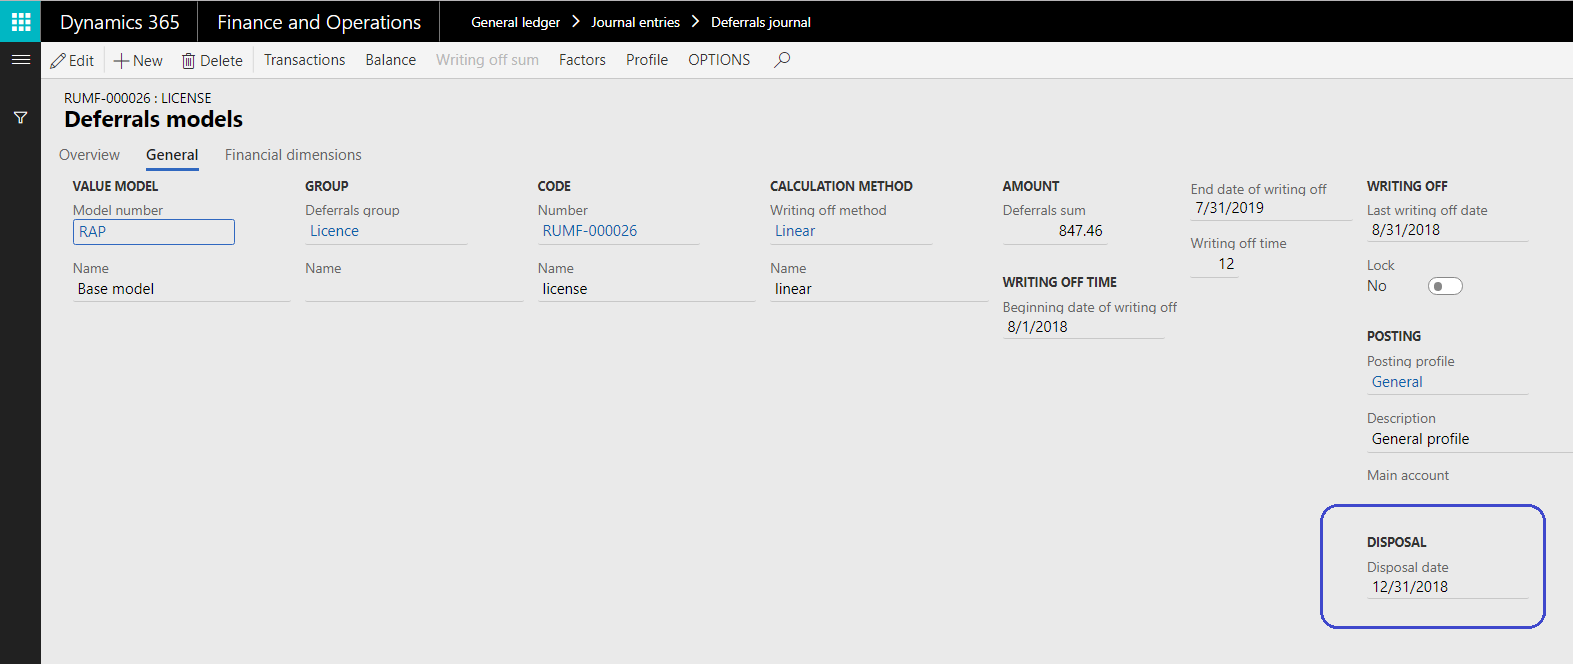 Dynamics 365 Finance and Operations General ledger > Journal entries > Deferrals journal
Edit New Delete Transactions Balance Writing off sum Factors Profile OPTIONS
RUMF-000026 : LICENSE
Deferrals models
Overview General Financial dimensions
VALUE MODEL
Model number
RAP
Name
Base model
GROUP
Deferrals group
Licence
Name
CODE
Number
RUMF-000026
Name
license
CALCULATION METHOD
Writing off method
Linear
Name
linear
AMOUNT
Deferrals sum
847.46
WRITING OFF TIME
Beginning date of writing off
8/1/2018
End date of writing off
7/31/2019
Writing off time
12
WRITING OFF
Last writing off date
8/31/2018
Lock
No
POSTING
Posting profile
General
Description
General profile
Main account
DISPOSAL
Disposal date
12/31/2018